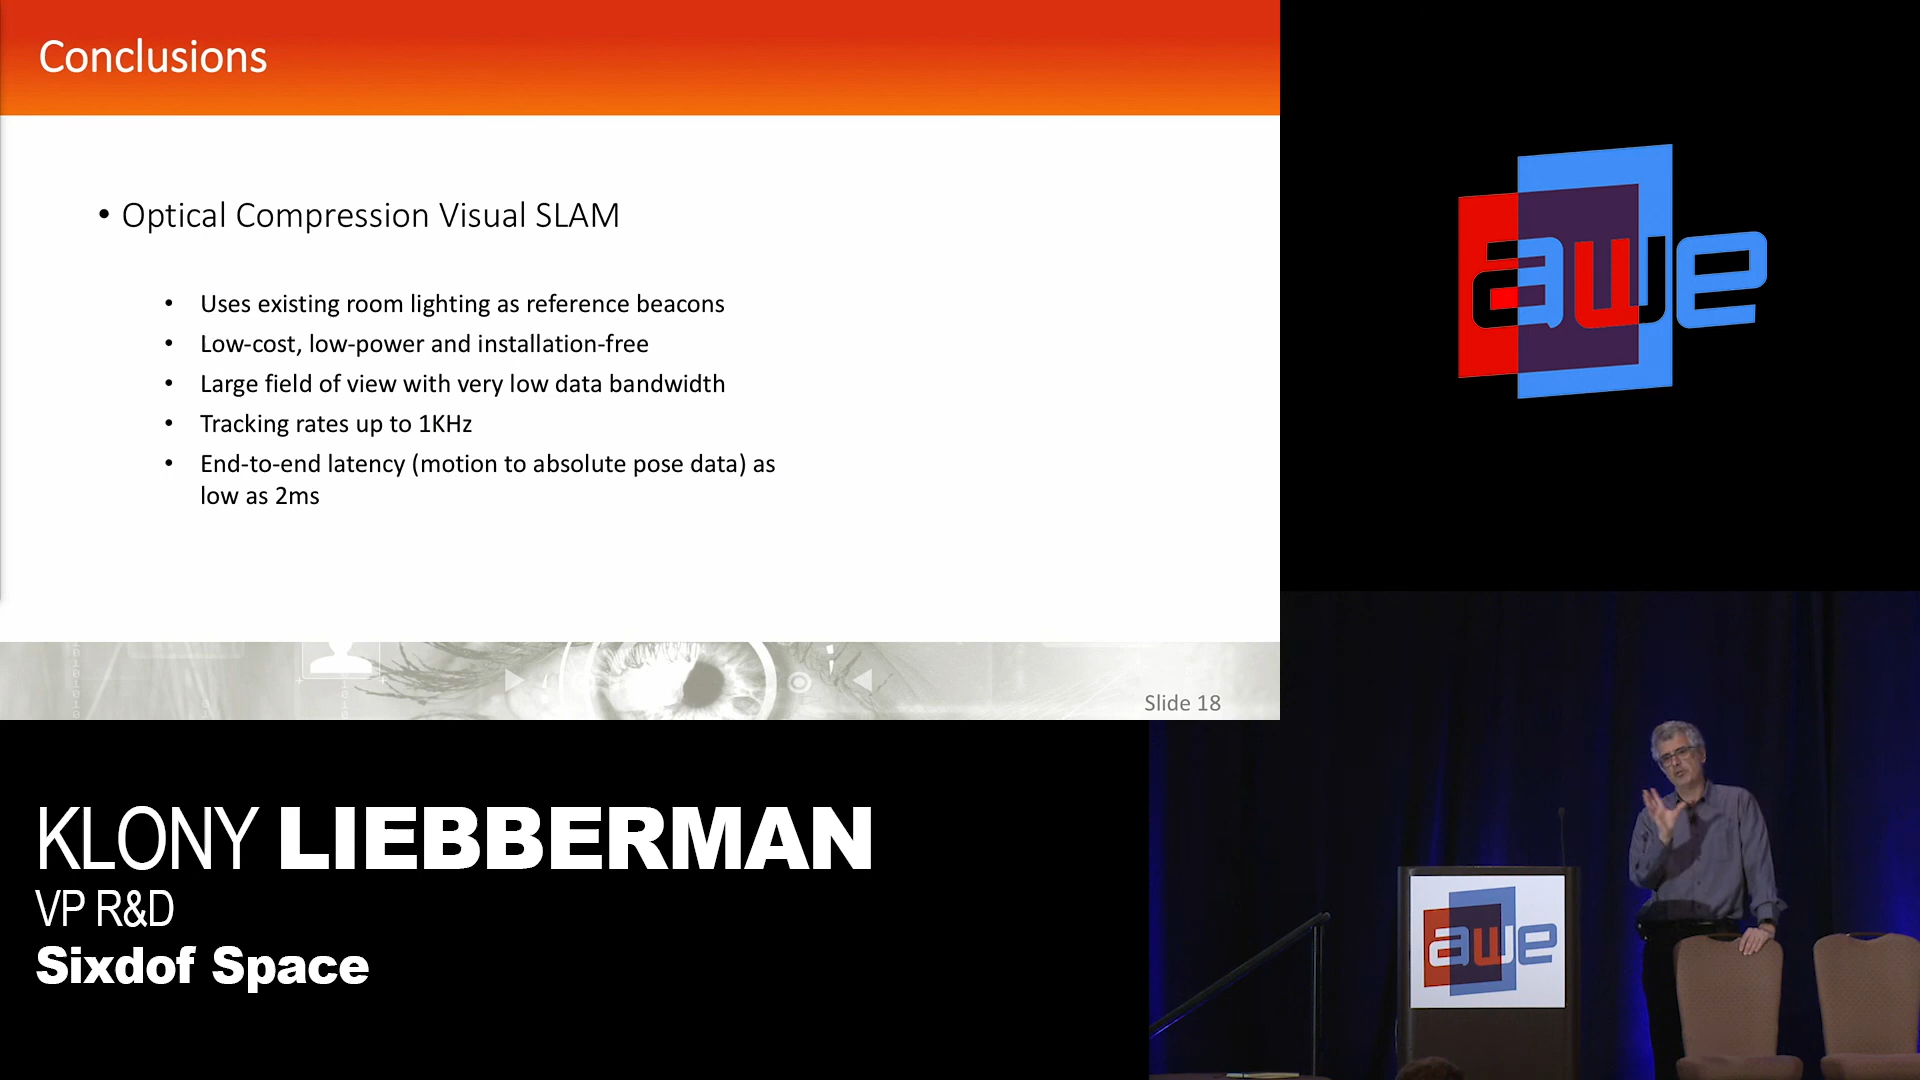 Conclusions
• Optical Compression Visual SLAM
• Uses existing room lighting as reference beacons
• Low-cost, low-power and installation-free
• Large field of view with very low data bandwidth
• Tracking rates up to 1KHz
• End-to-end latency (motion to absolute pose data) as
low as 2ms
Slide 18
awe
KLONY LIEBBERMAN
VP R&D
Sixdof Space
awe